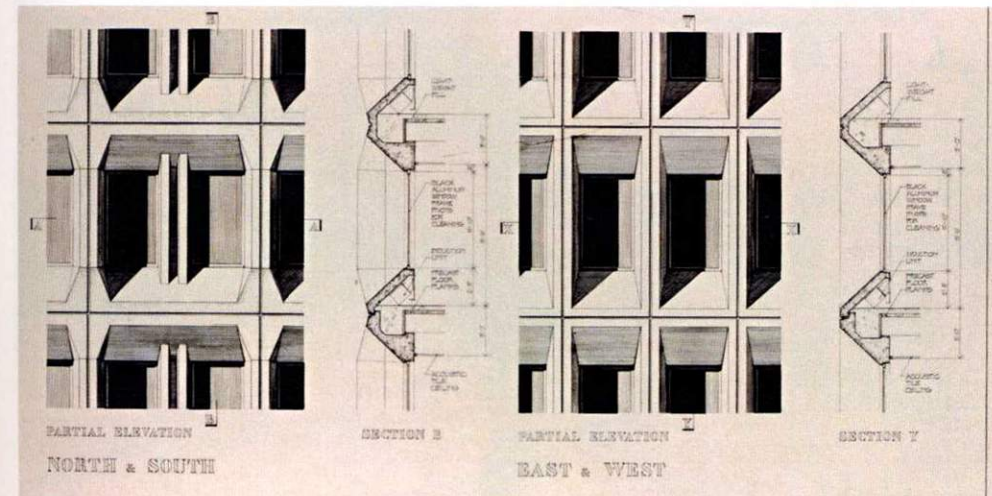 B
LIGHT-
WEIGHT
FILL
A
A
BLACK
ALUMINUM
WINDOW
FRAME
PIVOTS
FOR
CLEANING
INDUCTION
UNIT
PRECAST
FLOOR
PLANKS
ACOUSTIC
TILE
CEILING
B
PARTIAL ELEVATION
SECTION B
NORTH & SOUTH
Y
LIGHT-
WEIGHT
FILL
X
X
BLACK
ALUMINUM
WINDOW
FRAME
PIVOTS
FOR
CLEANING
INDUCTION
UNIT
PRECAST
FLOOR
PLANKS
ACOUSTIC
TILE
CEILING
Y
PARTIAL ELEVATION
SECTION Y
EAST & WEST